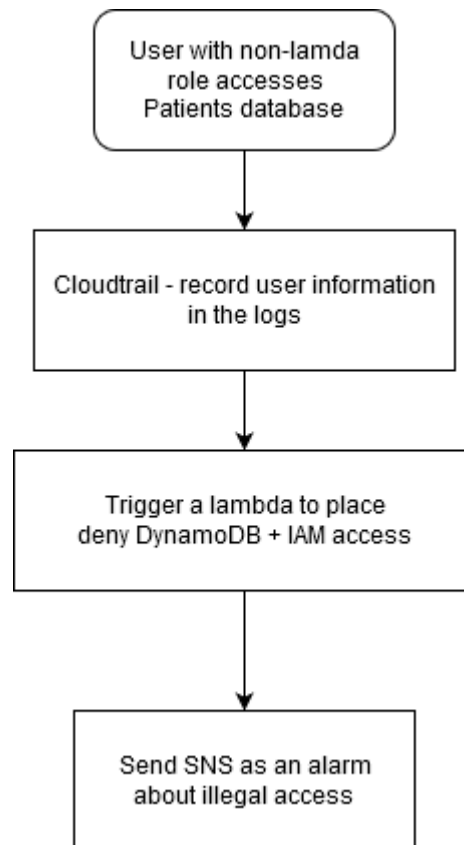 User with non-lamda
role accesses
Patients database
Cloudtrail - record user information
in the logs
Trigger a lambda to place
deny DynamoDB + IAM access
Send SNS as an alarm
about illegal access